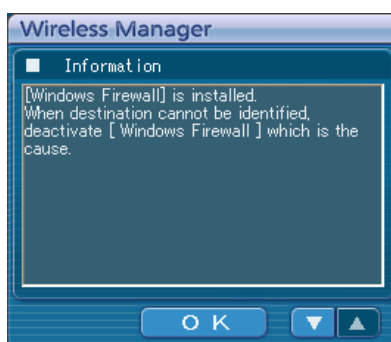 Wireless Manager
■ Information
[Windows Firewall] is installed.
When destination cannot be identified,
deactivate [ Windows Firewall ] which is the
cause.
O K ▼ ▲